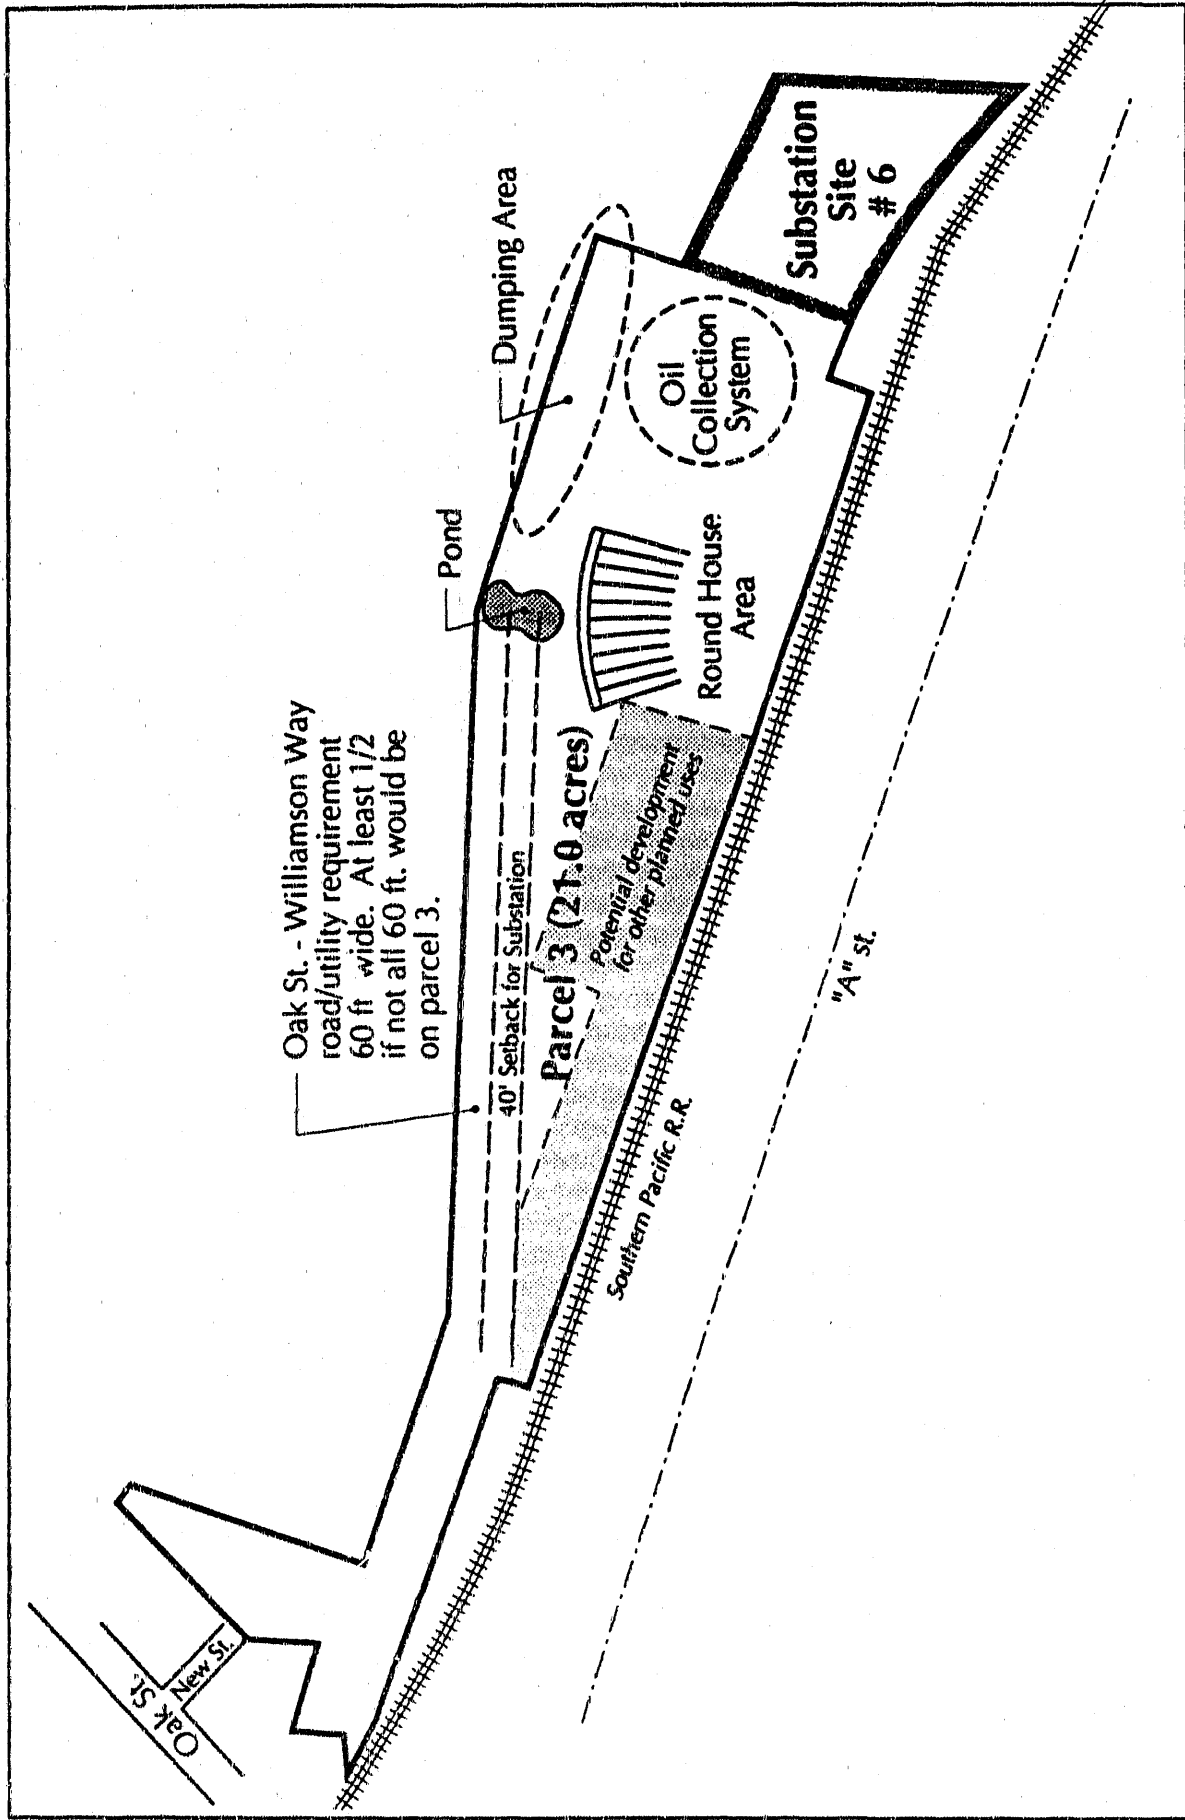 Oak St.
New St.
Oak St. - Williamson Way
road/utility requirement
60 ft wide. At least 1/2
if not all 60 ft. would be
on parcel 3.
Pond
Dumping Area
40' Setback for Substation
Parcel 3 (21.0 acres)
Potential development
for other planned uses
Round House
Area
Oil
Collection
System
Substation
Site
# 6
Southern Pacific R.R.
"A" St.